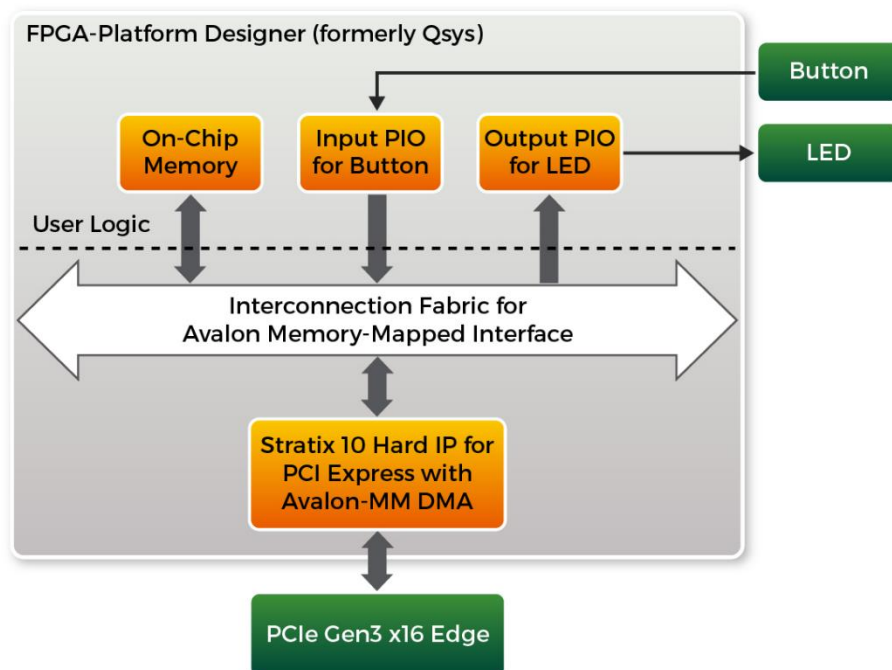 FPGA-Platform Designer (formerly Qsys)
Button
On-Chip
Memory
Input PIO
for Button
Output PIO
for LED
LED
User Logic
Interconnection Fabric for
Avalon Memory-Mapped Interface
Stratix 10 Hard IP for
PCI Express with
Avalon-MM DMA
PCIe Gen3 x16 Edge